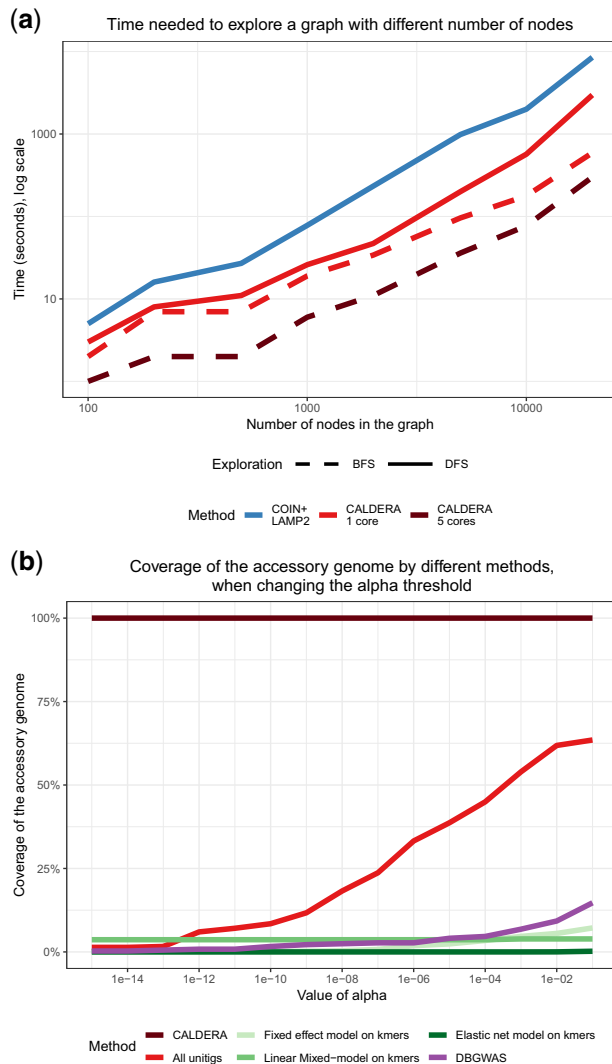 (a)
Time needed to explore a graph with different number of nodes
Time (seconds), log scale
1000
10
100
1000
10000
Number of nodes in the graph
Exploration
BFS
DFS
Method
COIN+
LAMP2
CALDERA
1 core
CALDERA
5 cores
(b)
Coverage of the accessory genome by different methods,
when changing the alpha threshold
Coverage of the accessory genome
100%
75%
50%
25%
0%
1e−14
1e−12
1e−10
1e−08
1e−06
1e−04
1e−02
Value of alpha
Method
CALDERA
Fixed effect model on kmers
Elastic net model on kmers
All unitigs
Linear Mixed−model on kmers
DBGWAS